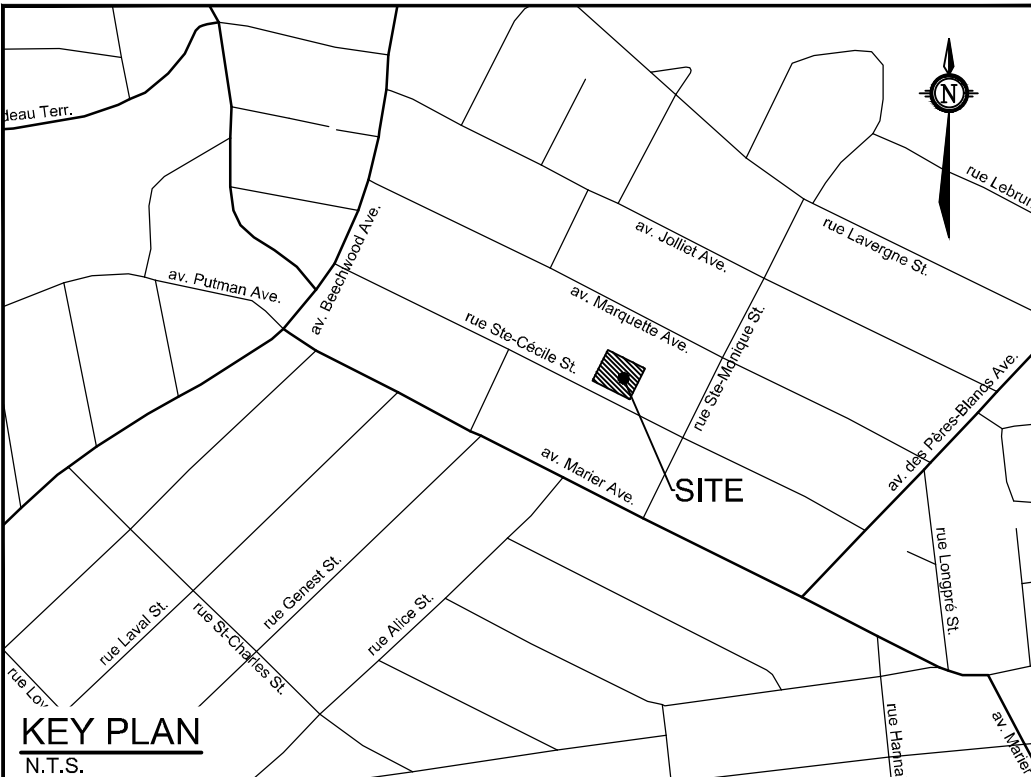 deau Terr.
N
rue Lebrun
av. Jolliet Ave.
rue Lavergne St.
av. Putman Ave.
av. Beechwood Ave.
av. Marquette Ave.
rue Ste-Cécile St.
rue Ste-Monique St.
av. des Pères-Blancs Ave.
av. Marier Ave.
SITE
rue Longpré St.
rue Genest St.
rue Laval St.
rue St-Charles St.
rue Alice St.
rue Hanna
av. Marier
KEY PLAN
N.T.S.